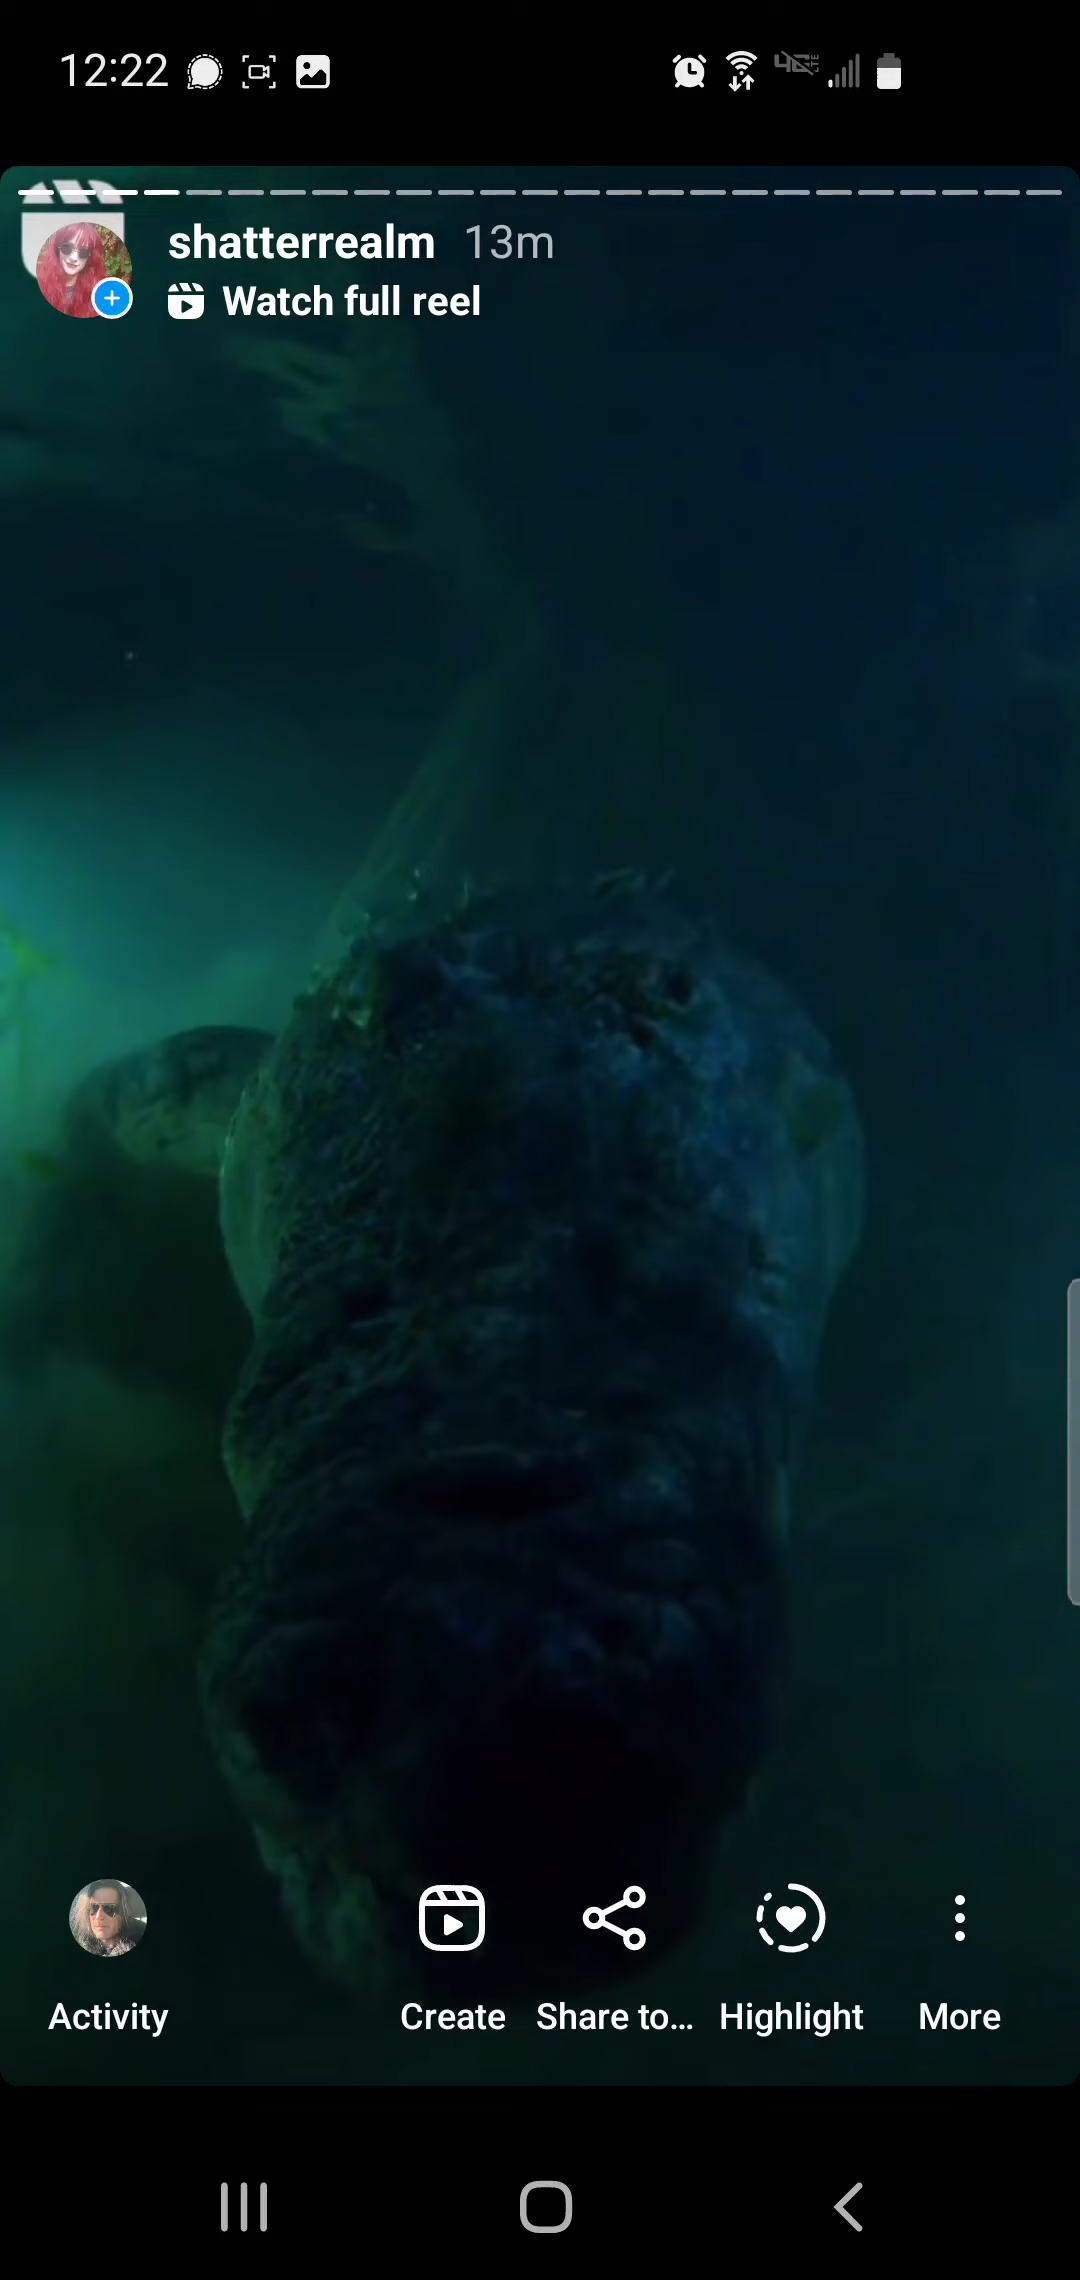 12:22
shatterrealm 13m
Watch full reel
Activity
Create
Share to...
Highlight
More